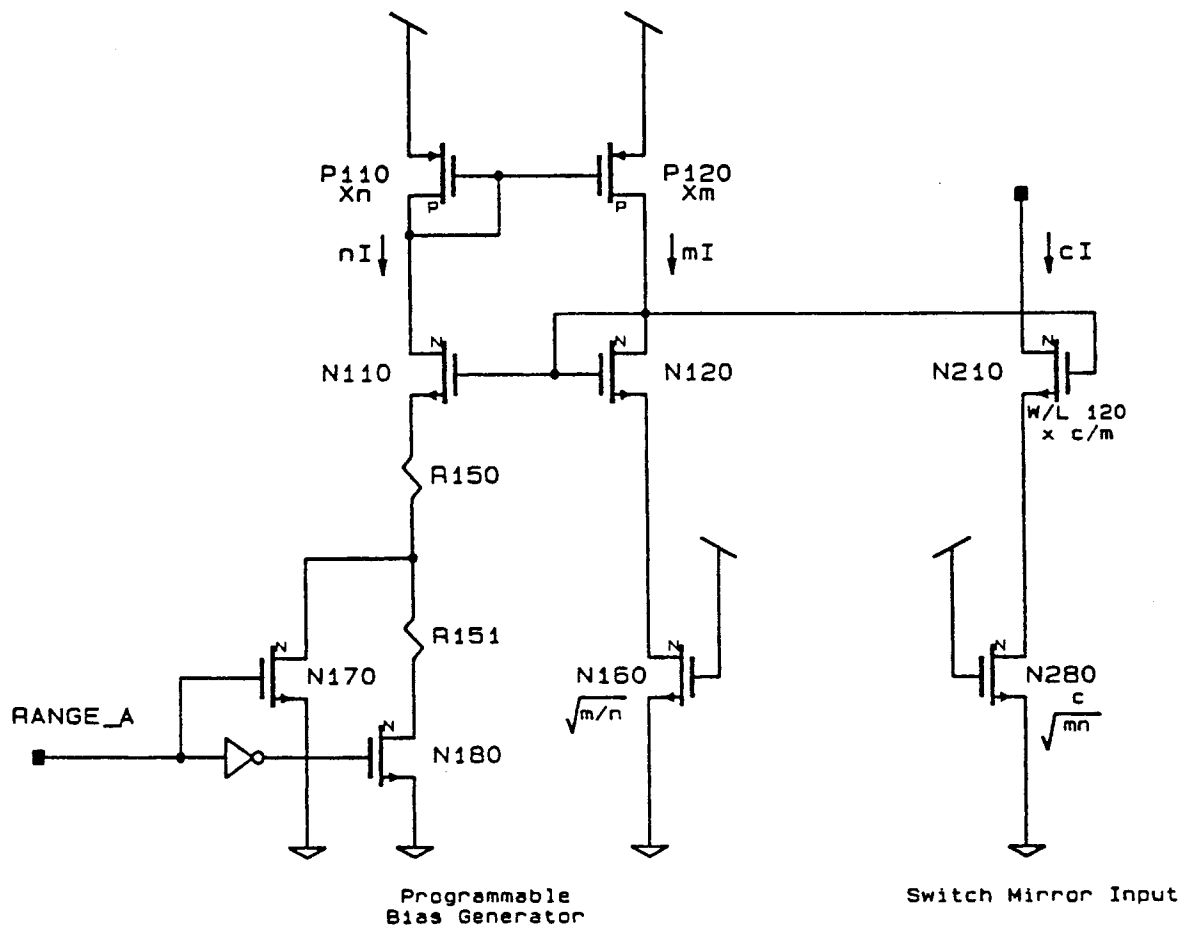 P110
Xn
P
P120
Xm
P
nI
mI
cI
N
N110
N
N120
N
N210
W/L 120
x c/m
R150
R151
N
N170
N
N160
√m/n
N
N280
c
√mn
RANGE_A
N
N180
Programmable
Bias Generator
Switch Mirror Input